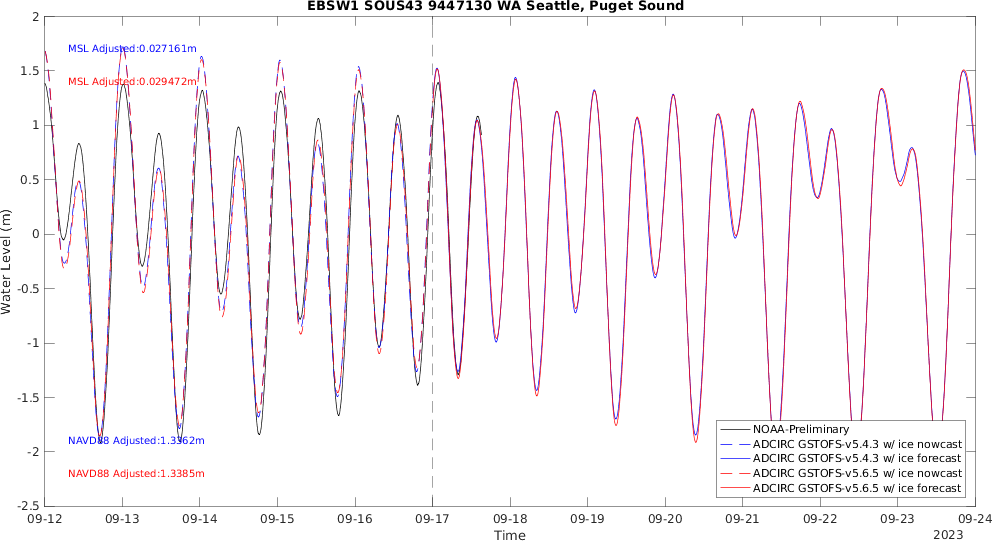 EBSW1 SOUS43 9447130 WA Seattle, Puget Sound
2
1.5
1
0.5
0
-0.5
-1
-1.5
-2
-2.5
Water Level (m)
MSL Adjusted:0.027161m
MSL Adjusted:0.029472m
NAVD88 Adjusted:1.3362m
NAVD88 Adjusted:1.3385m
NOAA-Preliminary
ADCIRC GSTOFS-v5.4.3 w/ ice nowcast
ADCIRC GSTOFS-v5.4.3 w/ ice forecast
ADCIRC GSTOFS-v5.6.5 w/ ice nowcast
ADCIRC GSTOFS-v5.6.5 w/ ice forecast
09-12 09-13 09-14 09-15 09-16 09-17 09-18 09-19 09-20 09-21 09-22 09-23 09-24
Time
2023